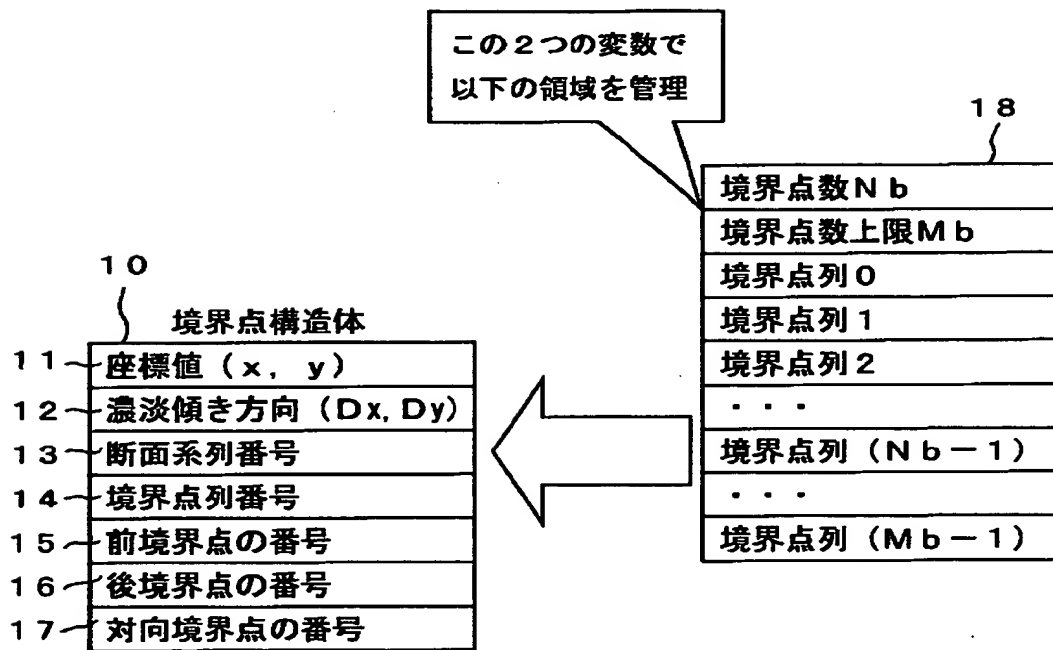 この２つの変数で
以下の領域を管理
１８
境界点数Ｎｂ
境界点数上限Ｍｂ
境界点列０
境界点列１
境界点列２
・・・
境界点列（Ｎｂ－１）
・・・
境界点列（Ｍｂ－１）
１０
境界点構造体
１１ 座標値（ｘ，ｙ）
１２ 濃淡傾き方向（Ｄｘ，Ｄｙ）
１３ 断面系列番号
１４ 境界点列番号
１５ 前境界点の番号
１６ 後境界点の番号
１７ 対向境界点の番号